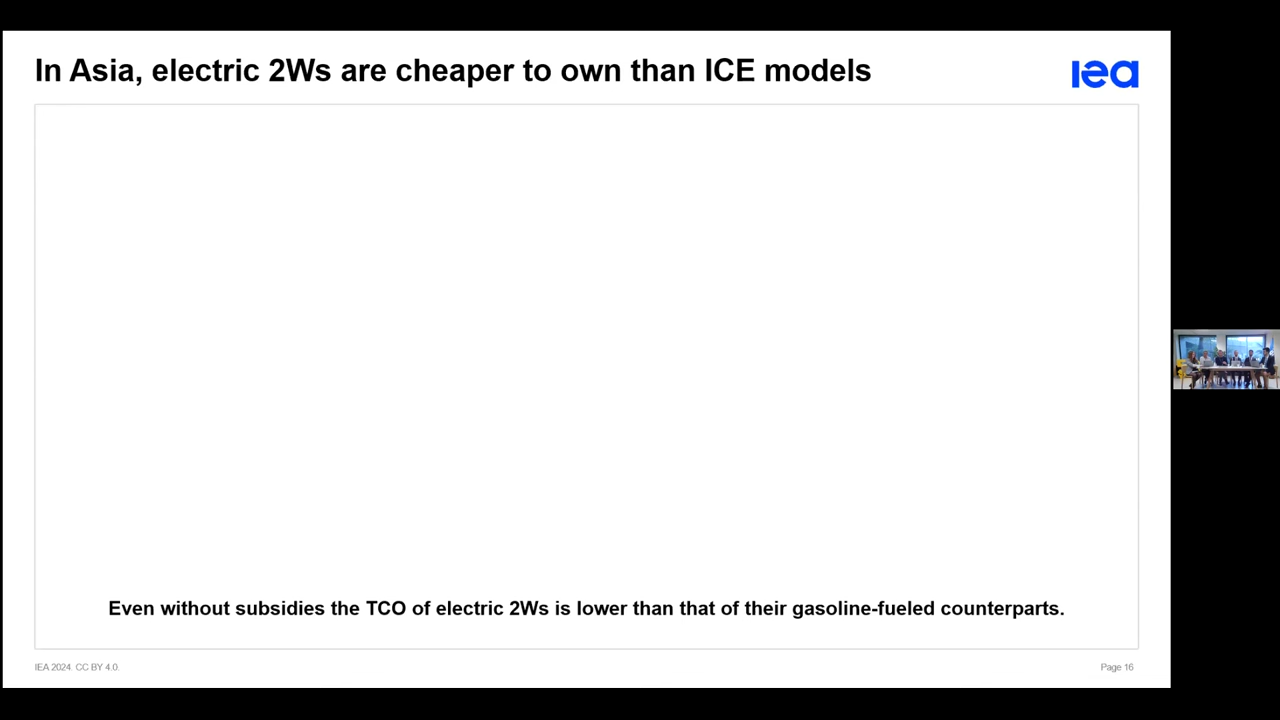 In Asia, electric 2Ws are cheaper to own than ICE models
iea
Even without subsidies the TCO of electric 2Ws is lower than that of their gasoline-fueled counterparts.
IEA 2024. CC BY 4.0.
Page 16